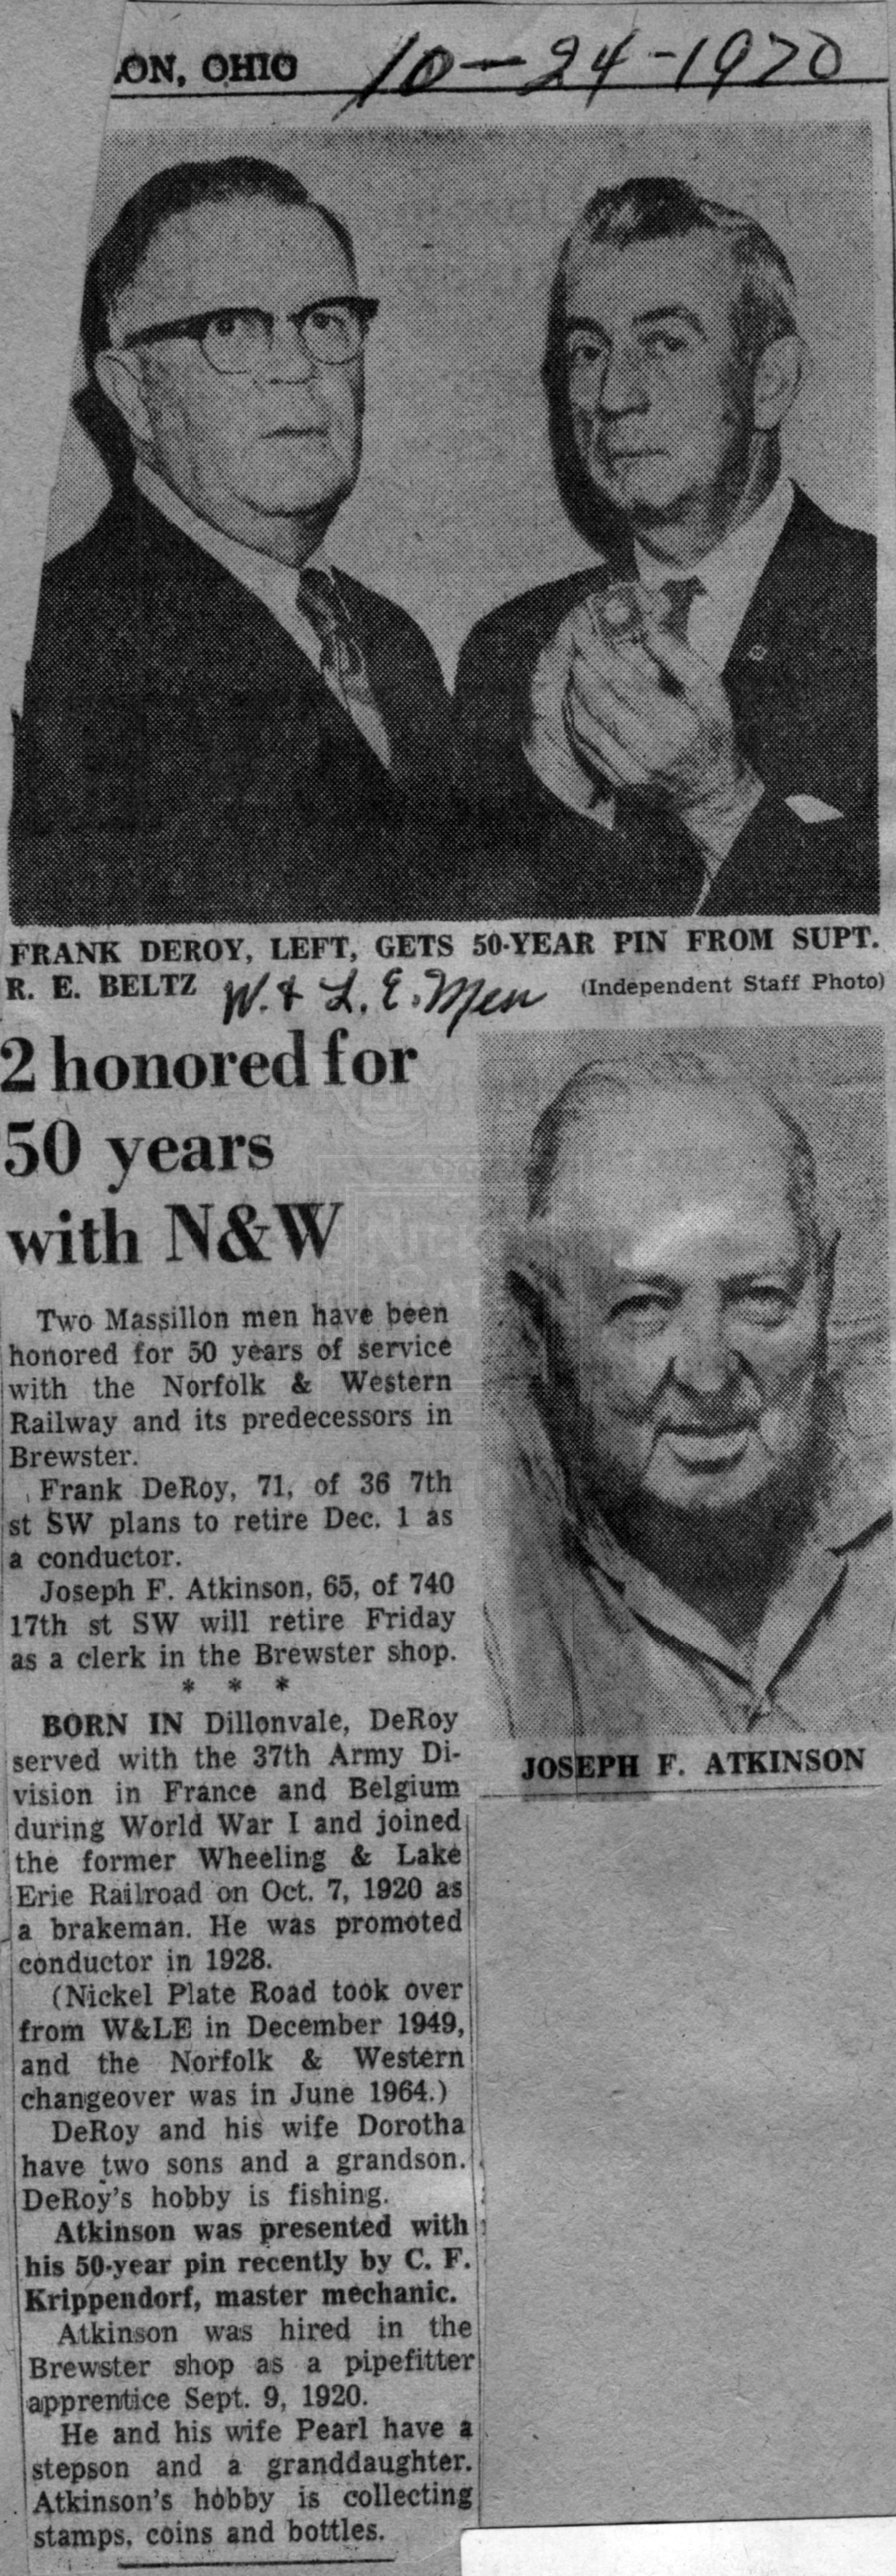 ON, OHIO 10-24-1970
FRANK DEROY, LEFT, GETS 50-YEAR PIN FROM SUPT.
R. E. BELTZ W. & L. E. Men (Independent Staff Photo)
2 honored for
50 years
with N&W
Two Massillon men have been
honored for 50 years of service
with the Norfolk & Western
Railway and its predecessors in
Brewster.
Frank DeRoy, 71, of 36 7th
st SW plans to retire Dec. 1 as
a conductor.
Joseph F. Atkinson, 65, of 740
17th st SW will retire Friday
as a clerk in the Brewster shop.
* * *
BORN IN Dillonvale, DeRoy
served with the 37th Army Di-
vision in France and Belgium
during World War I and joined
the former Wheeling & Lake
Erie Railroad on Oct. 7, 1920 as
a brakeman. He was promoted
conductor in 1928.
(Nickel Plate Road took over
from W&LE in December 1949,
and the Norfolk & Western
changeover was in June 1964.)
DeRoy and his wife Dorotha
have two sons and a grandson.
DeRoy's hobby is fishing.
Atkinson was presented with
his 50-year pin recently by C. F.
Krippendorf, master mechanic.
Atkinson was hired in the
Brewster shop as a pipefitter
apprentice Sept. 9, 1920.
He and his wife Pearl have a
stepson and a granddaughter.
Atkinson's hobby is collecting
stamps, coins and bottles.
JOSEPH F. ATKINSON